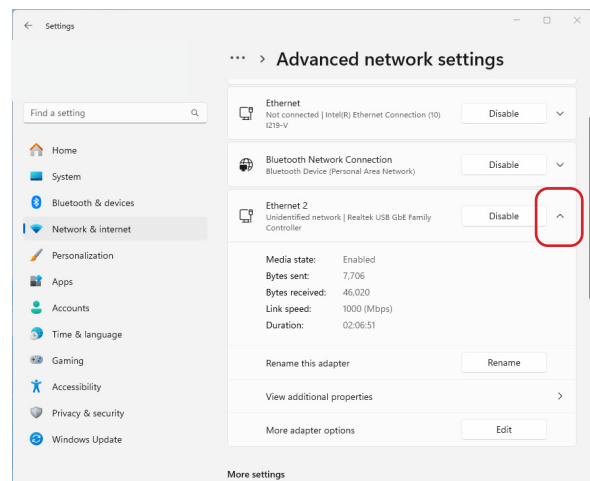 Settings
··· > Advanced network settings
Find a setting
Home
System
Bluetooth & devices
Network & internet
Personalization
Apps
Accounts
Time & language
Gaming
Accessibility
Privacy & security
Windows Update
Ethernet
Not connected | Intel(R) Ethernet Connection (10)
I219-V
Disable
Bluetooth Network Connection
Bluetooth Device (Personal Area Network)
Disable
Ethernet 2
Unidentified network | Realtek USB GbE Family
Controller
Disable
Media state: Enabled
Bytes sent: 7,706
Bytes received: 46,020
Link speed: 1000 (Mbps)
Duration: 02:06:51
Rename this adapter Rename
View additional properties
More adapter options Edit
More settings